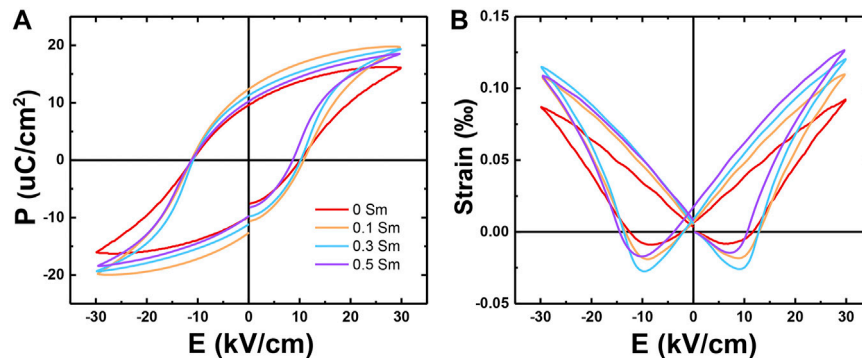 A
P (uC/cm²)
20
10
0
-10
-20
-30 -20 -10 0 10 20 30
E (kV/cm)
0 Sm
0.1 Sm
0.3 Sm
0.5 Sm
B
Strain (‰)
0.15
0.10
0.05
0.00
-0.05
-30 -20 -10 0 10 20 30
E (kV/cm)